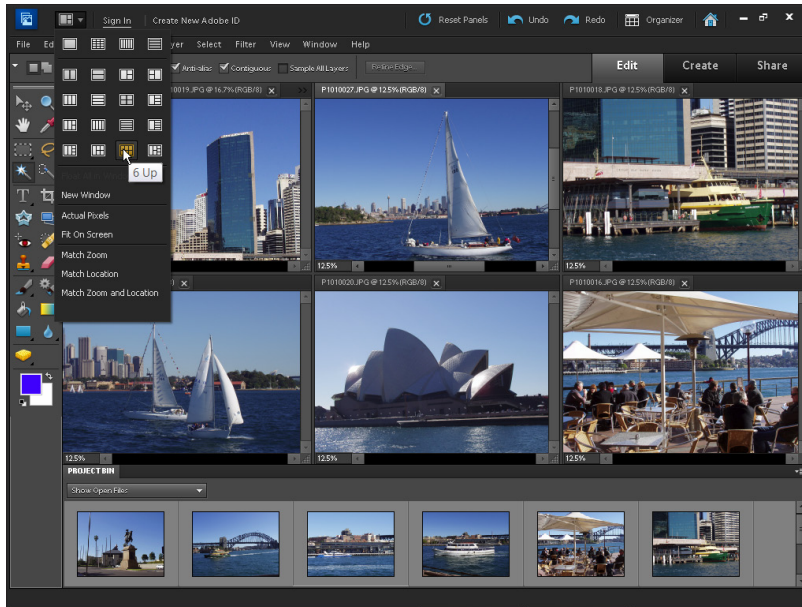 Sign In Create New Adobe ID Reset Panels Undo Redo Organizer
File Ed yer Select Filter View Window Help
Anti-alias Contiguous Sample All Layers Refine Edge... Edit Create Share
10019.JPG @ 16.7% (RGB/8) P1010027.JPG @ 12.5% (RGB/8) P1010018.JPG @ 12.5% (RGB/8)
6 Up
New Window
Actual Pixels
Fit On Screen
Match Zoom
Match Location
Match Zoom and Location
12.5% 12.5%
P1010020.JPG @ 12.5% (RGB/8) P1010016.JPG @ 12.5% (RGB/8)
12.5% 12.5% 12.5%
PROJECT BIN
Show Open Files